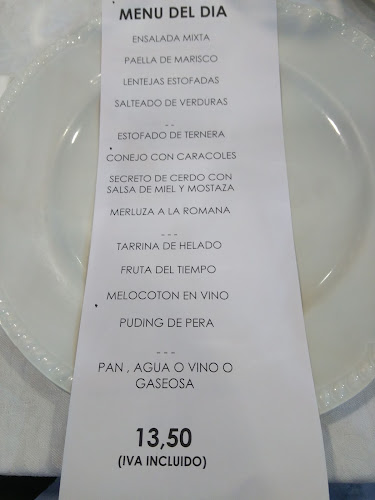 MENU DEL DIA
ENSALADA MIXTA
PAELLA DE MARISCO
LENTEJAS ESTOFADAS
SALTEADO DE VERDURAS
--
ESTOFADO DE TERNERA
CONEJO CON CARACOLES
SECRETO DE CERDO CON
SALSA DE MIEL Y MOSTAZA
MERLUZA A LA ROMANA
---
TARRINA DE HELADO
FRUTA DEL TIEMPO
MELOCOTON EN VINO
PUDING DE PERA
---
PAN , AGUA O VINO O
GASEOSA
13,50
(IVA INCLUIDO)